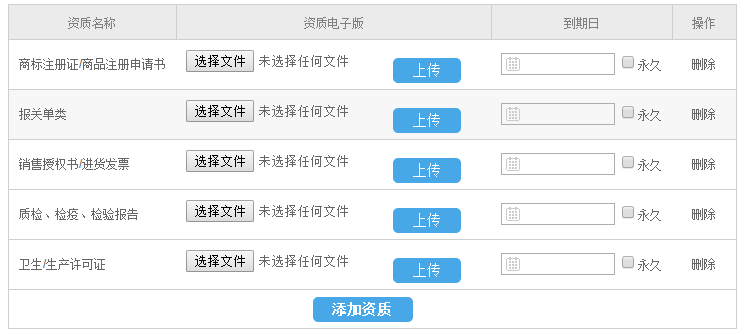 资质名称 资质电子版 到期日 操作
商标注册证/商品注册申请书 选择文件 未选择任何文件 上传 永久 删除
报关单类 选择文件 未选择任何文件 上传 永久 删除
销售授权书/进货发票 选择文件 未选择任何文件 上传 永久 删除
质检、检疫、检验报告 选择文件 未选择任何文件 上传 永久 删除
卫生/生产许可证 选择文件 未选择任何文件 上传 永久 删除
添加资质